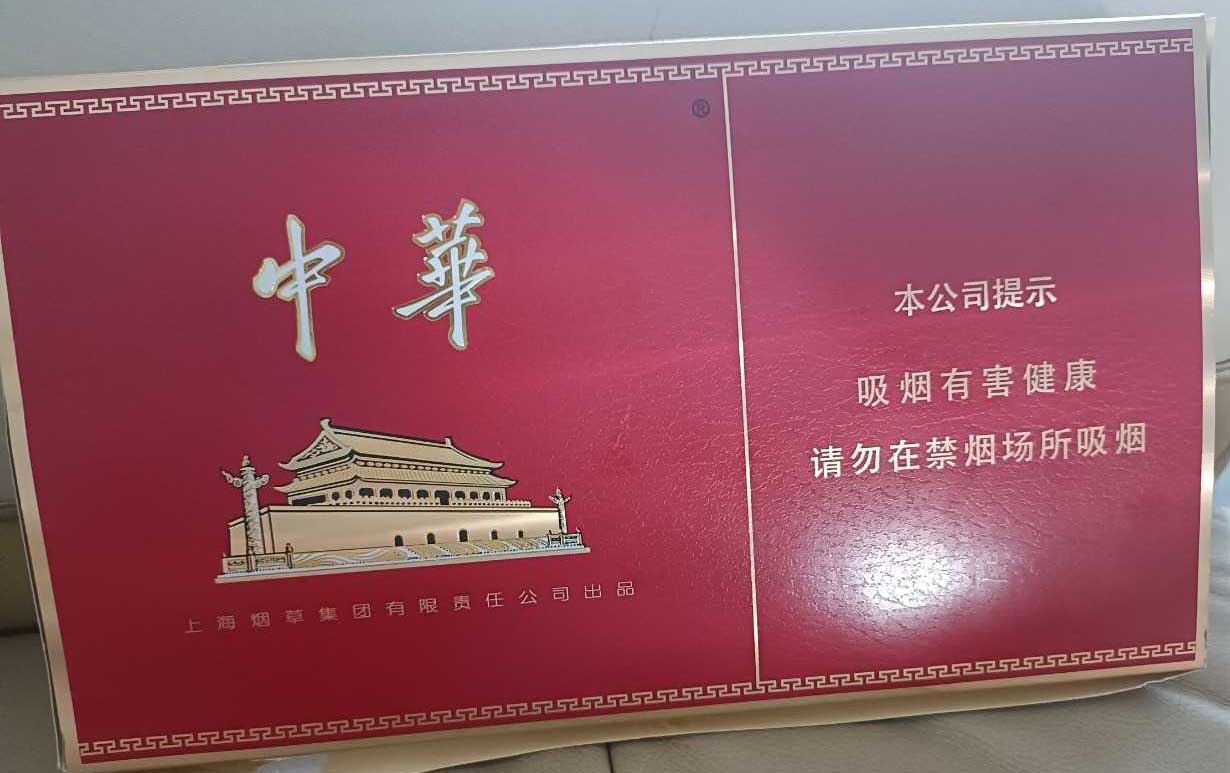 ®
中華
上海烟草集团有限责任公司出品
本公司提示
吸烟有害健康
请勿在禁烟场所吸烟